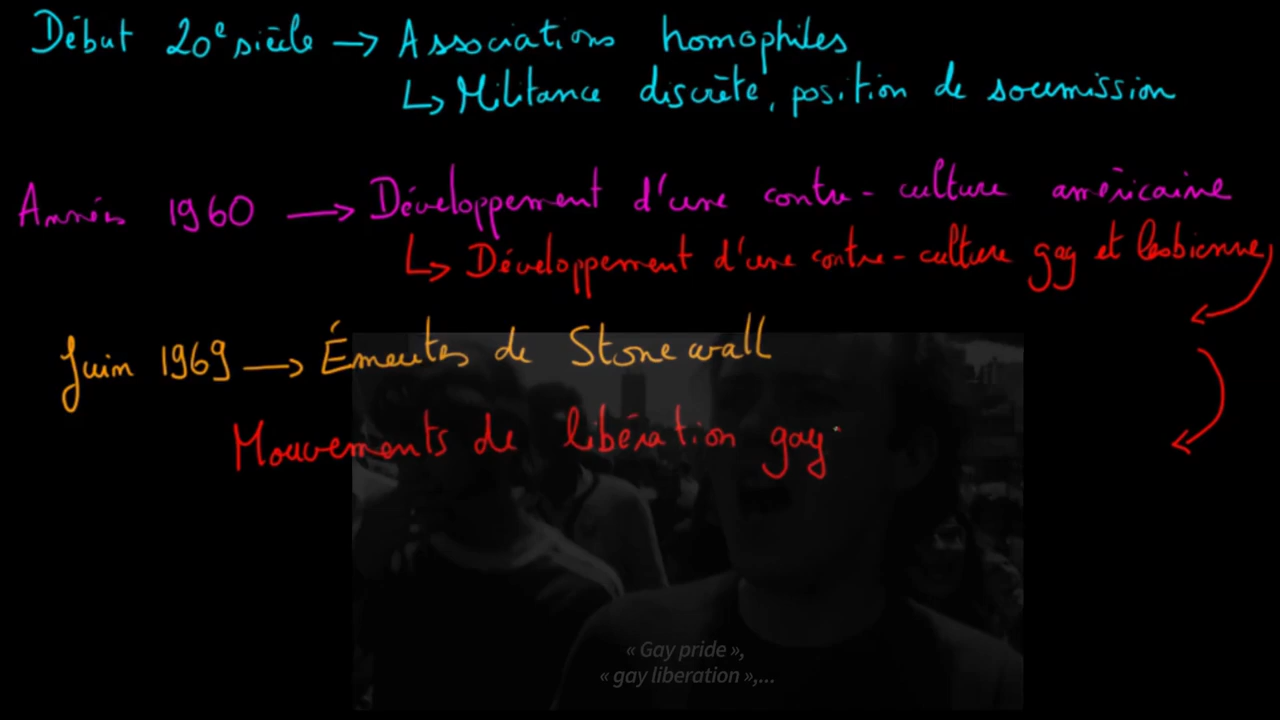 Début 20e siècle → Associations homophiles
↳ Militance discrète, position de soumission
Années 1960 → Développement d'une contre-culture américaine
↳ Développement d'une contre-culture gay et lesbienne
Juin 1969 → Émeutes de Stonewall
Mouvements de libération gay
« Gay pride »,
« gay liberation »,...